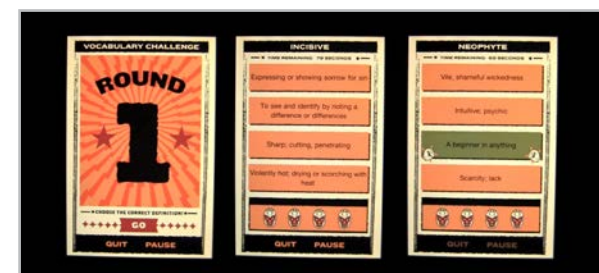 VOCABULARY CHALLENGE
ROUND
1
CHOOSE THE CORRECT DEFINITION!
GO
QUIT PAUSE
INCISIVE
TIME REMAINING 79 SECONDS
Expressing or showing sorrow for sin
To see and identify by noting a
difference or differences
Sharp; cutting, penetrating
Violently hot; drying or scorching with
heat
QUIT PAUSE
NEOPHYTE
TIME REMAINING 63 SECONDS
Vile, shameful wickedness
Intuitive; psychic
A beginner in anything
Scarcity; lack
QUIT PAUSE